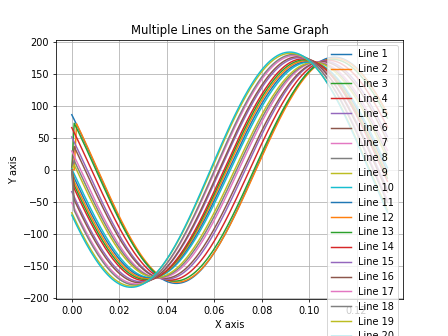 Multiple Lines on the Same Graph
Y axis
200
150
100
50
0
−50
−100
−150
−200
0.00
0.02
0.04
0.06
0.08
0.10
X axis
Line 1
Line 2
Line 3
Line 4
Line 5
Line 6
Line 7
Line 8
Line 9
Line 10
Line 11
Line 12
Line 13
Line 14
Line 15
Line 16
Line 17
Line 18
Line 19